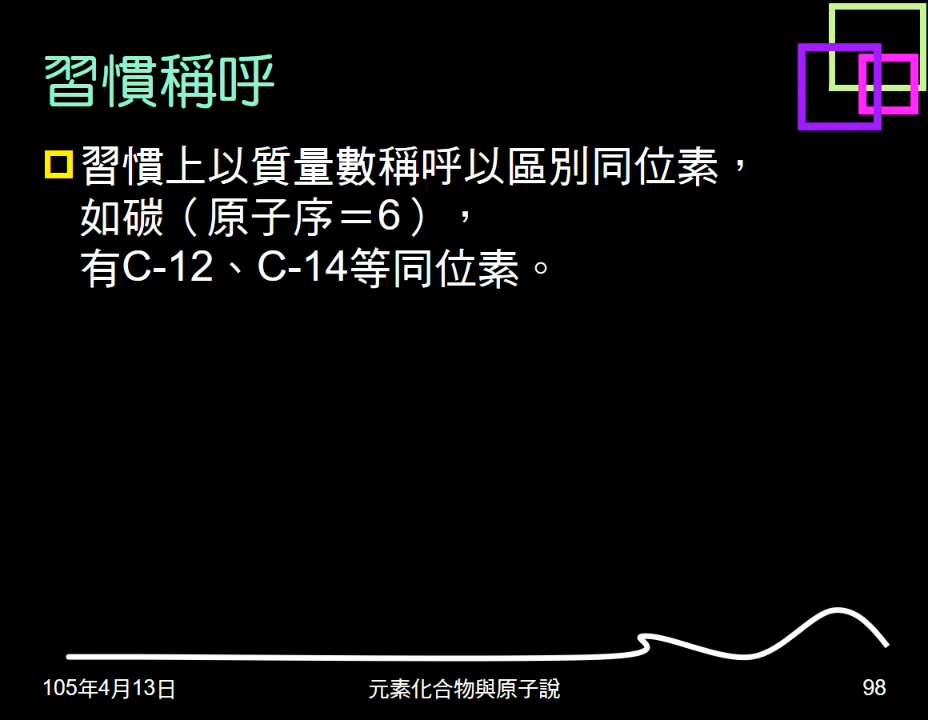 習慣稱呼
習慣上以質量數稱呼以區別同位素，
如碳（原子序＝6），
有C-12、C-14等同位素。
105年4月13日
元素化合物與原子說
98